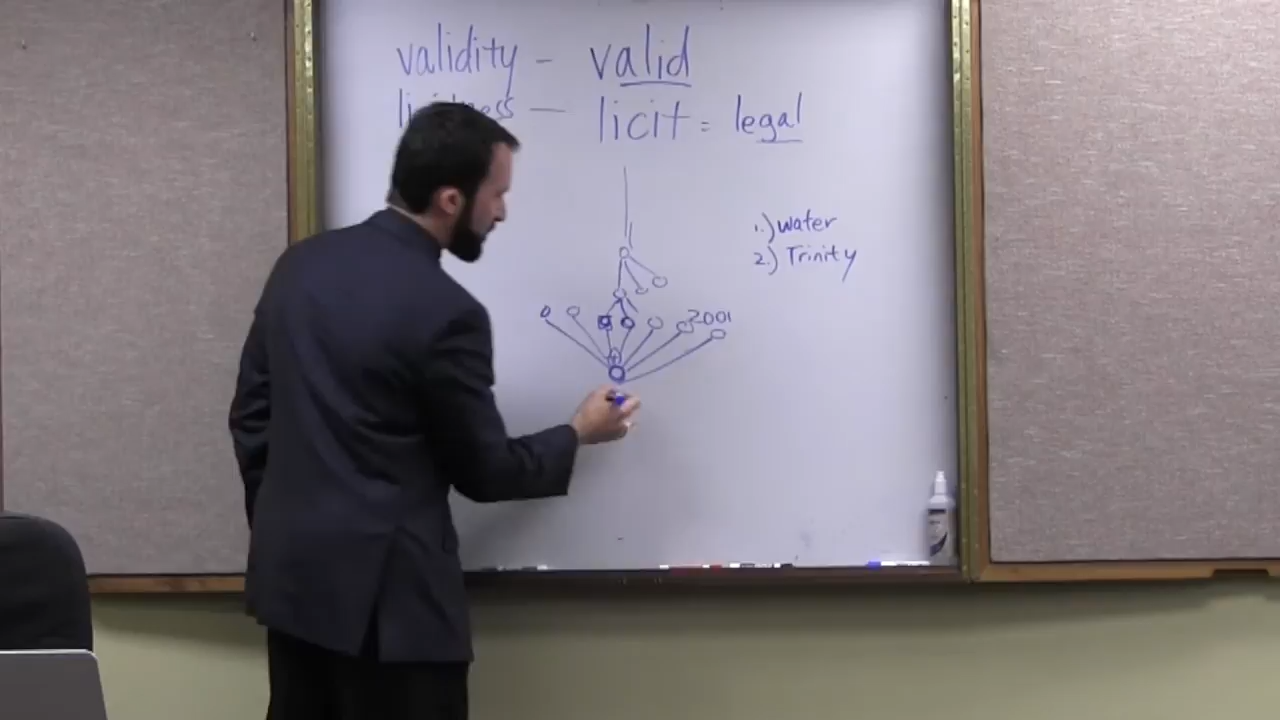 validity – valid
– licit = legal
1.) water
2.) Trinity
2001